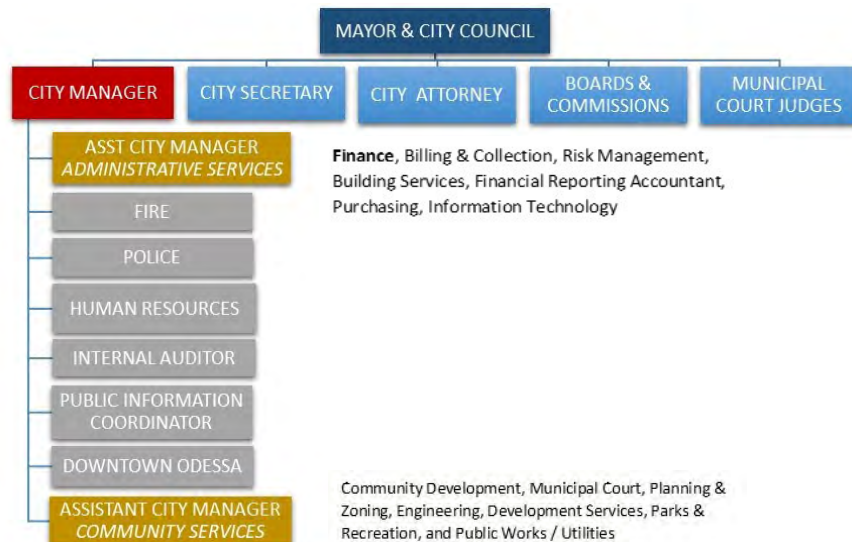 MAYOR & CITY COUNCIL
CITY MANAGER
CITY SECRETARY
CITY ATTORNEY
BOARDS &
COMMISSIONS
MUNICIPAL
COURT JUDGES
ASST CITY MANAGER
ADMINISTRATIVE SERVICES
Finance, Billing & Collection, Risk Management,
Building Services, Financial Reporting Accountant,
Purchasing, Information Technology
FIRE
POLICE
HUMAN RESOURCES
INTERNAL AUDITOR
PUBLIC INFORMATION
COORDINATOR
DOWNTOWN ODESSA
ASSISTANT CITY MANAGER
COMMUNITY SERVICES
Community Development, Municipal Court, Planning &
Zoning, Engineering, Development Services, Parks &
Recreation, and Public Works / Utilities